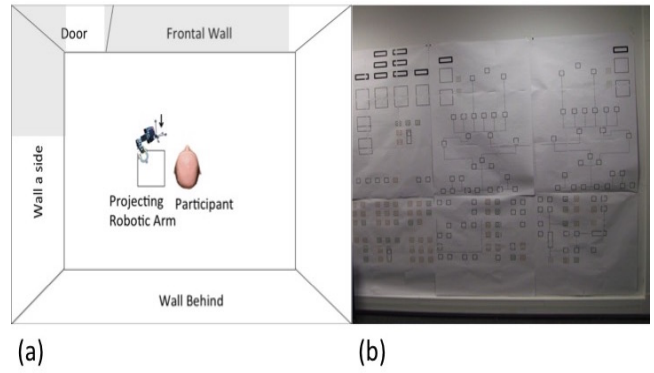 Door
Frontal Wall
Wall a side
Projecting
Robotic Arm
Participant
Wall Behind
(a)
(b)